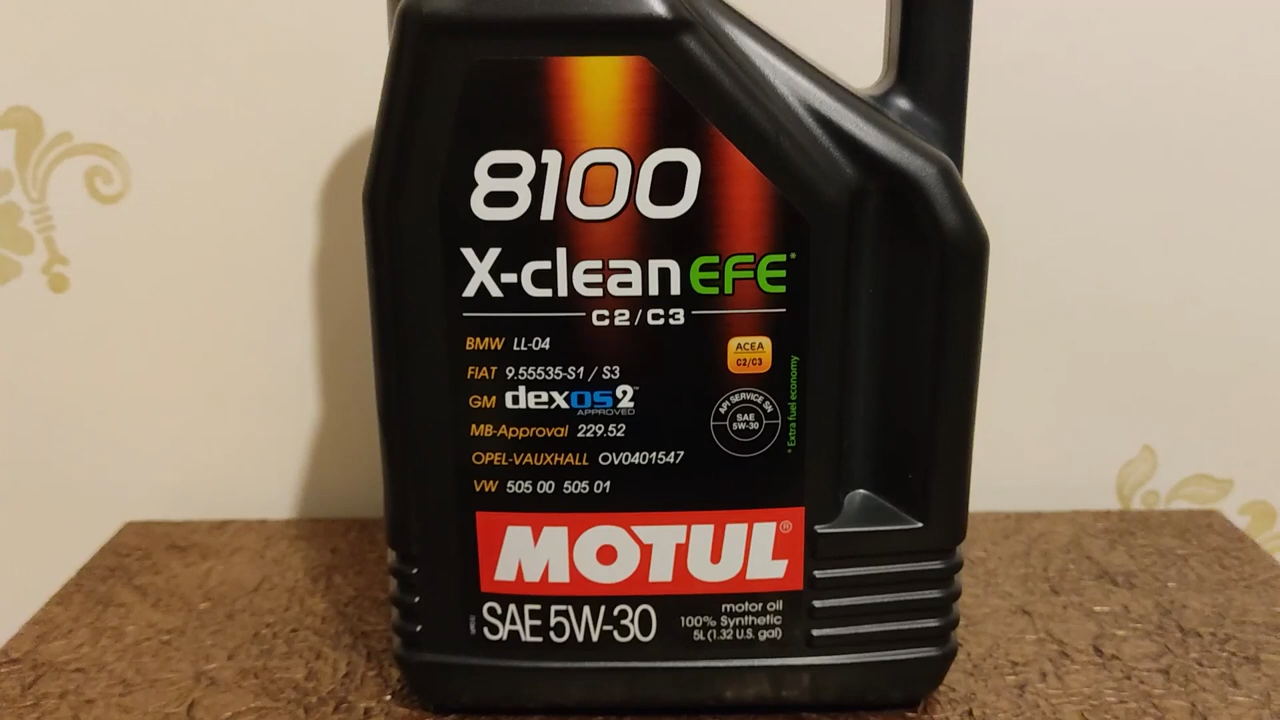 8100
X-clean EFE*
C2/C3
BMW LL-04
FIAT 9.55535-S1 / S3
GM dexos2™
APPROVED
MB-Approval 229.52
OPEL-VAUXHALL OV0401547
VW 505 00 505 01
ACEA
C2/C3
API SERVICE SN
SAE
5W-30
* Extra fuel economy
MOTUL®
SAE 5W-30
motor oil
100% Synthetic
5L (1.32 U.S. gal)